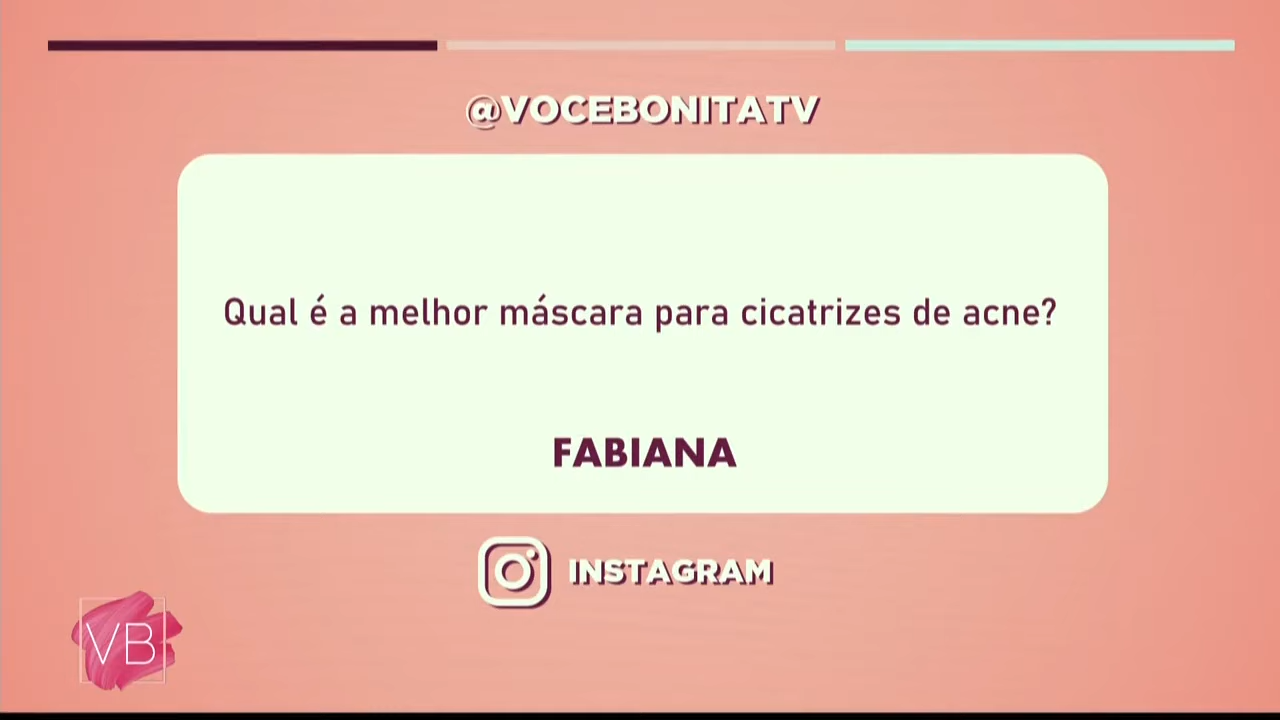 @VOCEBONITATV
Qual é a melhor máscara para cicatrizes de acne?
FABIANA
INSTAGRAM
VB